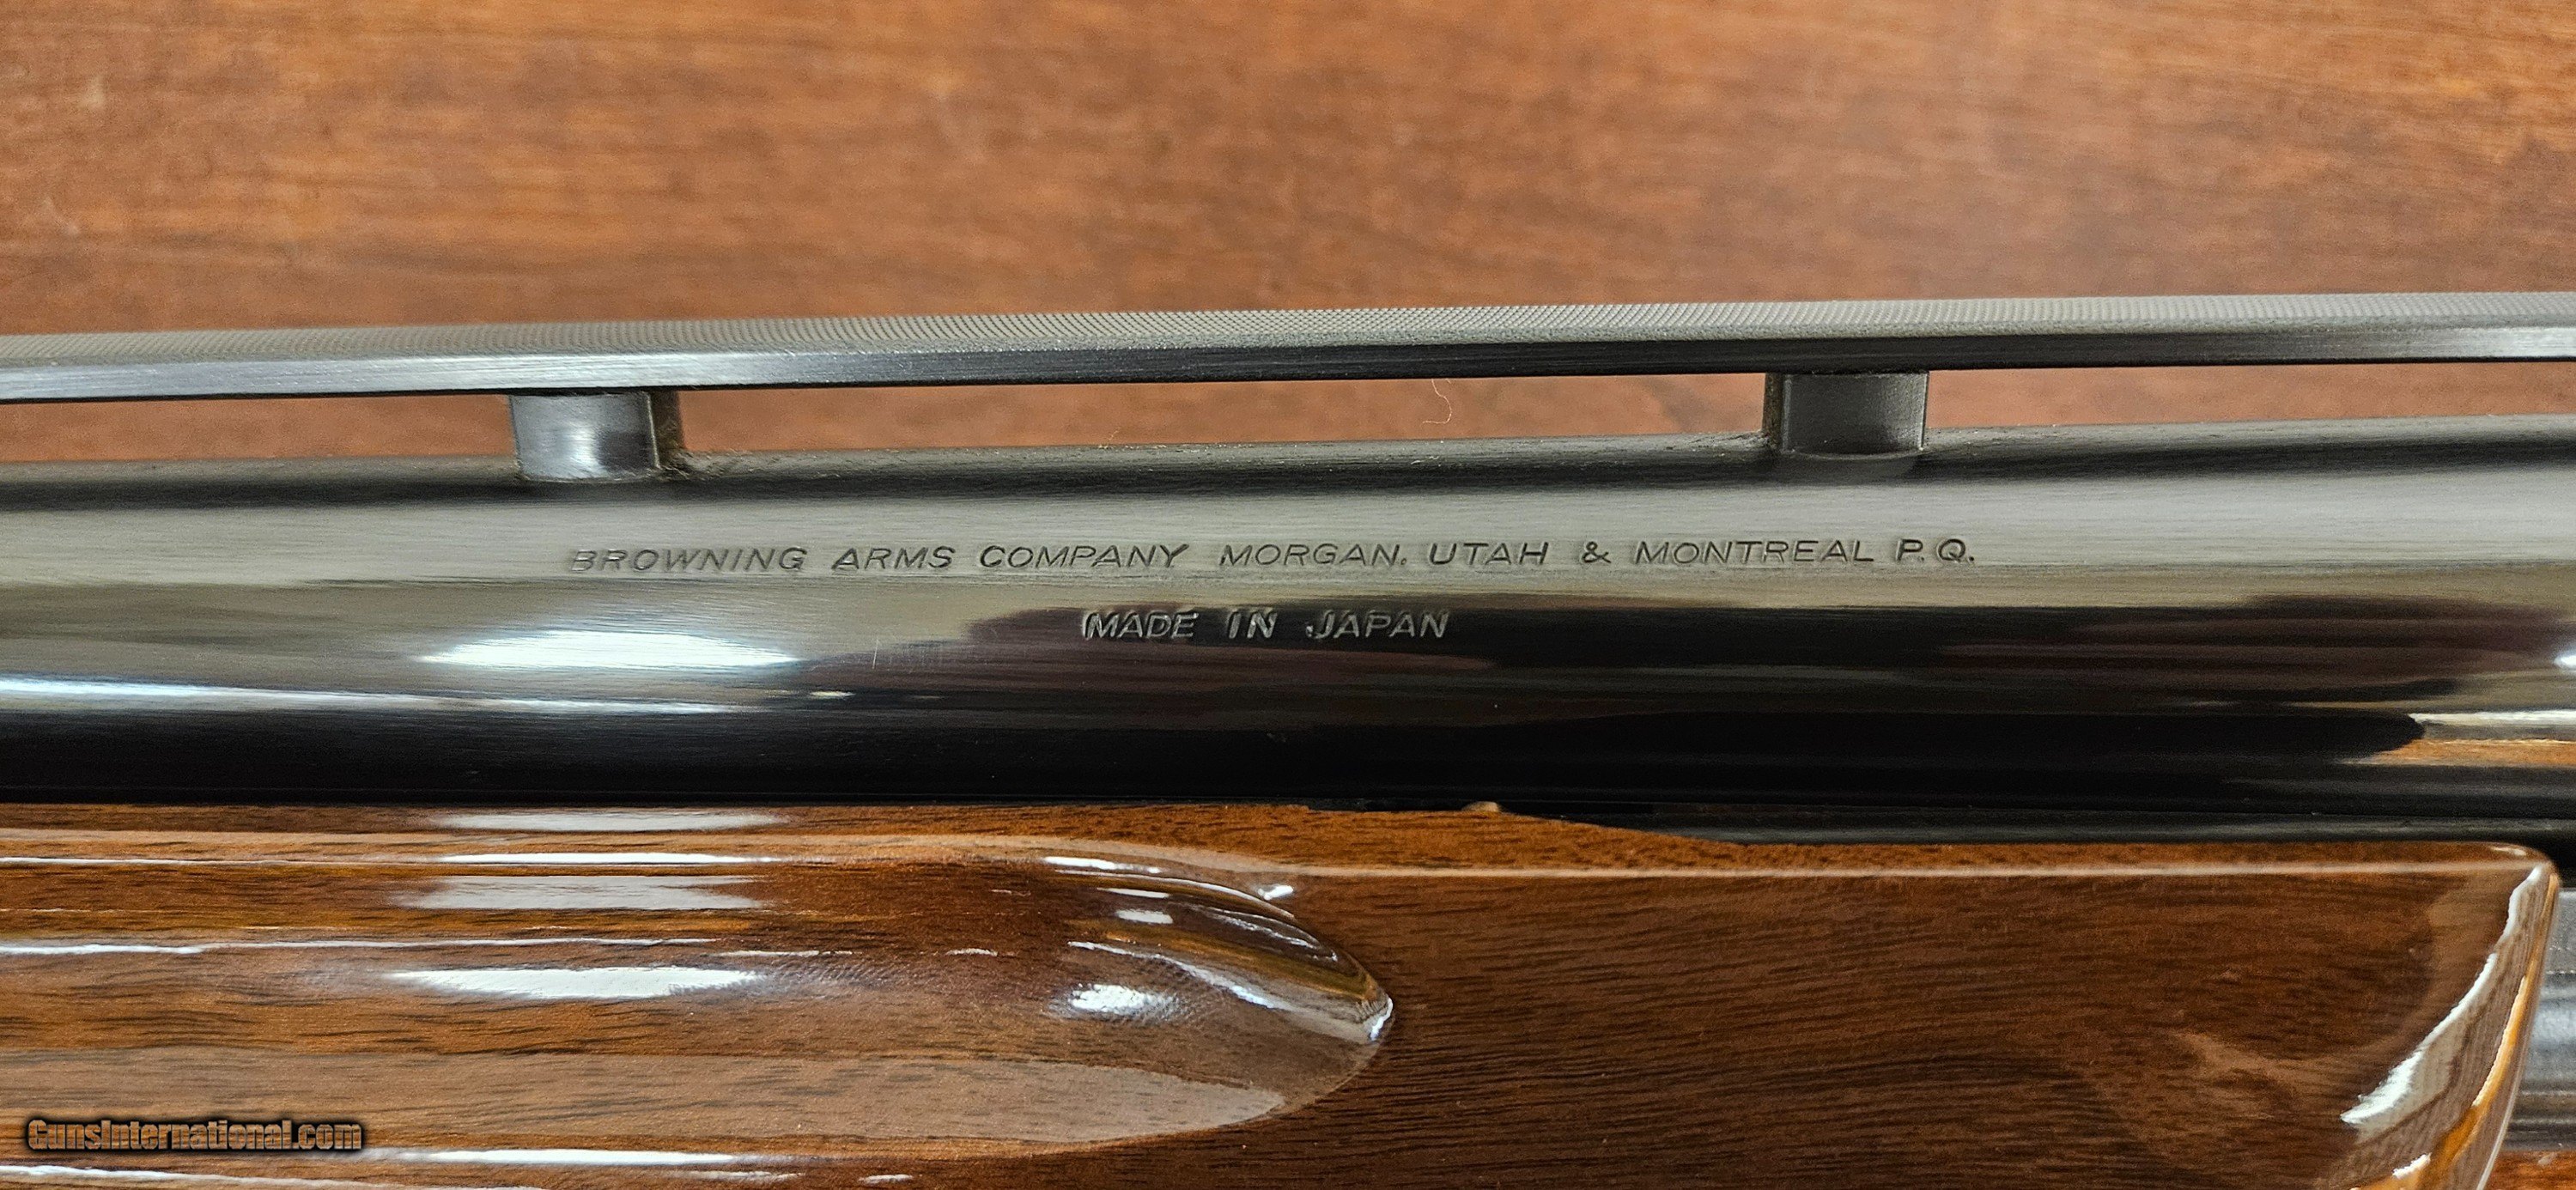 BROWNING ARMS COMPANY MORGAN, UTAH & MONTREAL P.Q.
MADE IN JAPAN
GunsInternational.com